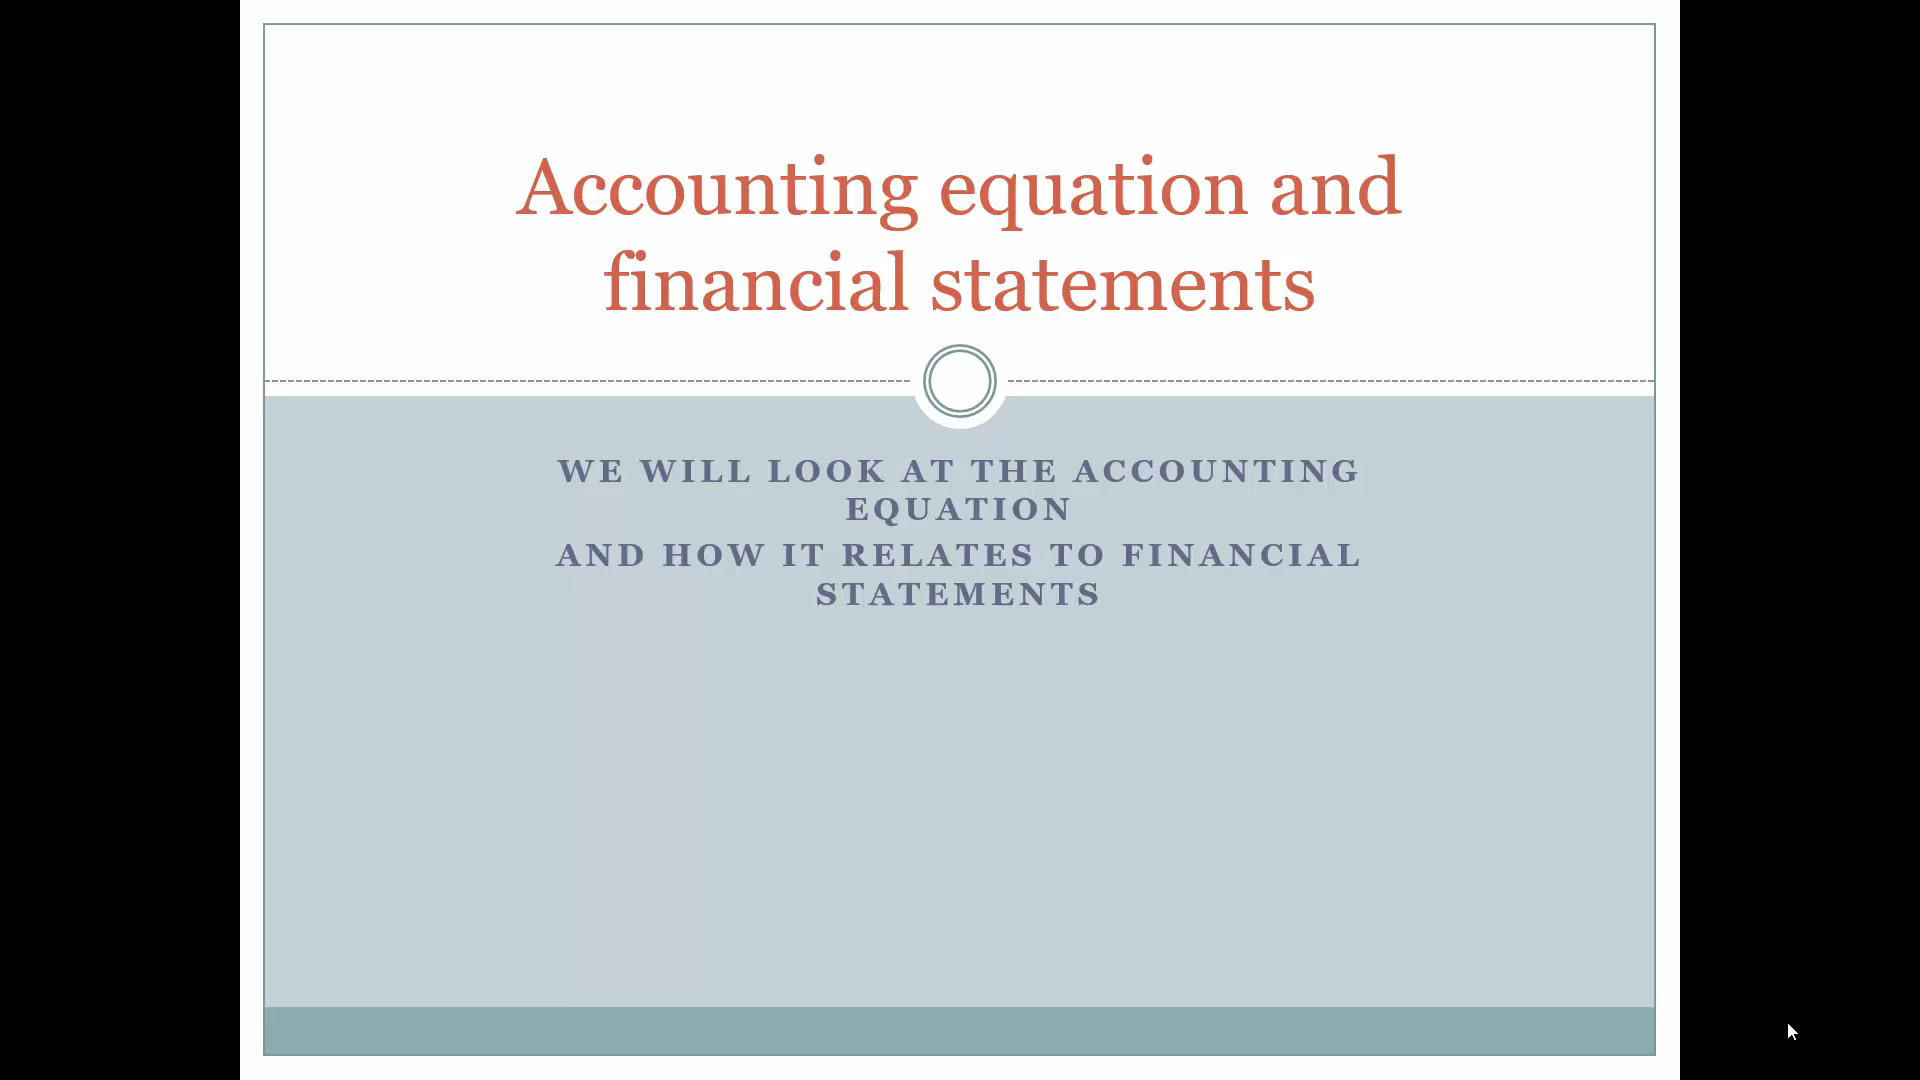 Accounting equation and
financial statements
WE WILL LOOK AT THE ACCOUNTING
EQUATION
AND HOW IT RELATES TO FINANCIAL
STATEMENTS